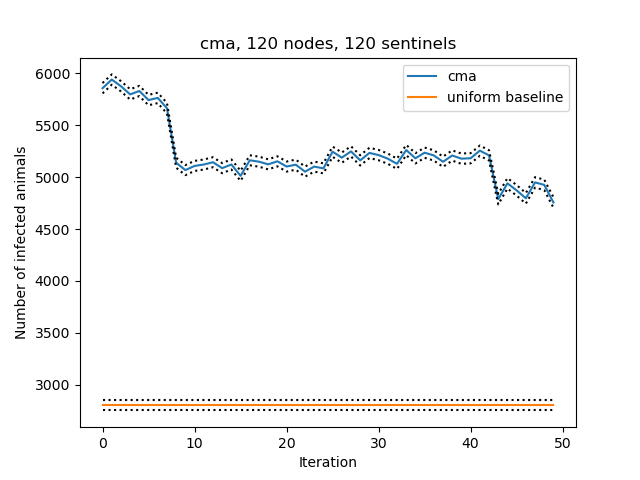 cma, 120 nodes, 120 sentinels
cma
uniform baseline
6000
5500
5000
4500
4000
3500
3000
Number of infected animals
0 10 20 30 40 50
Iteration